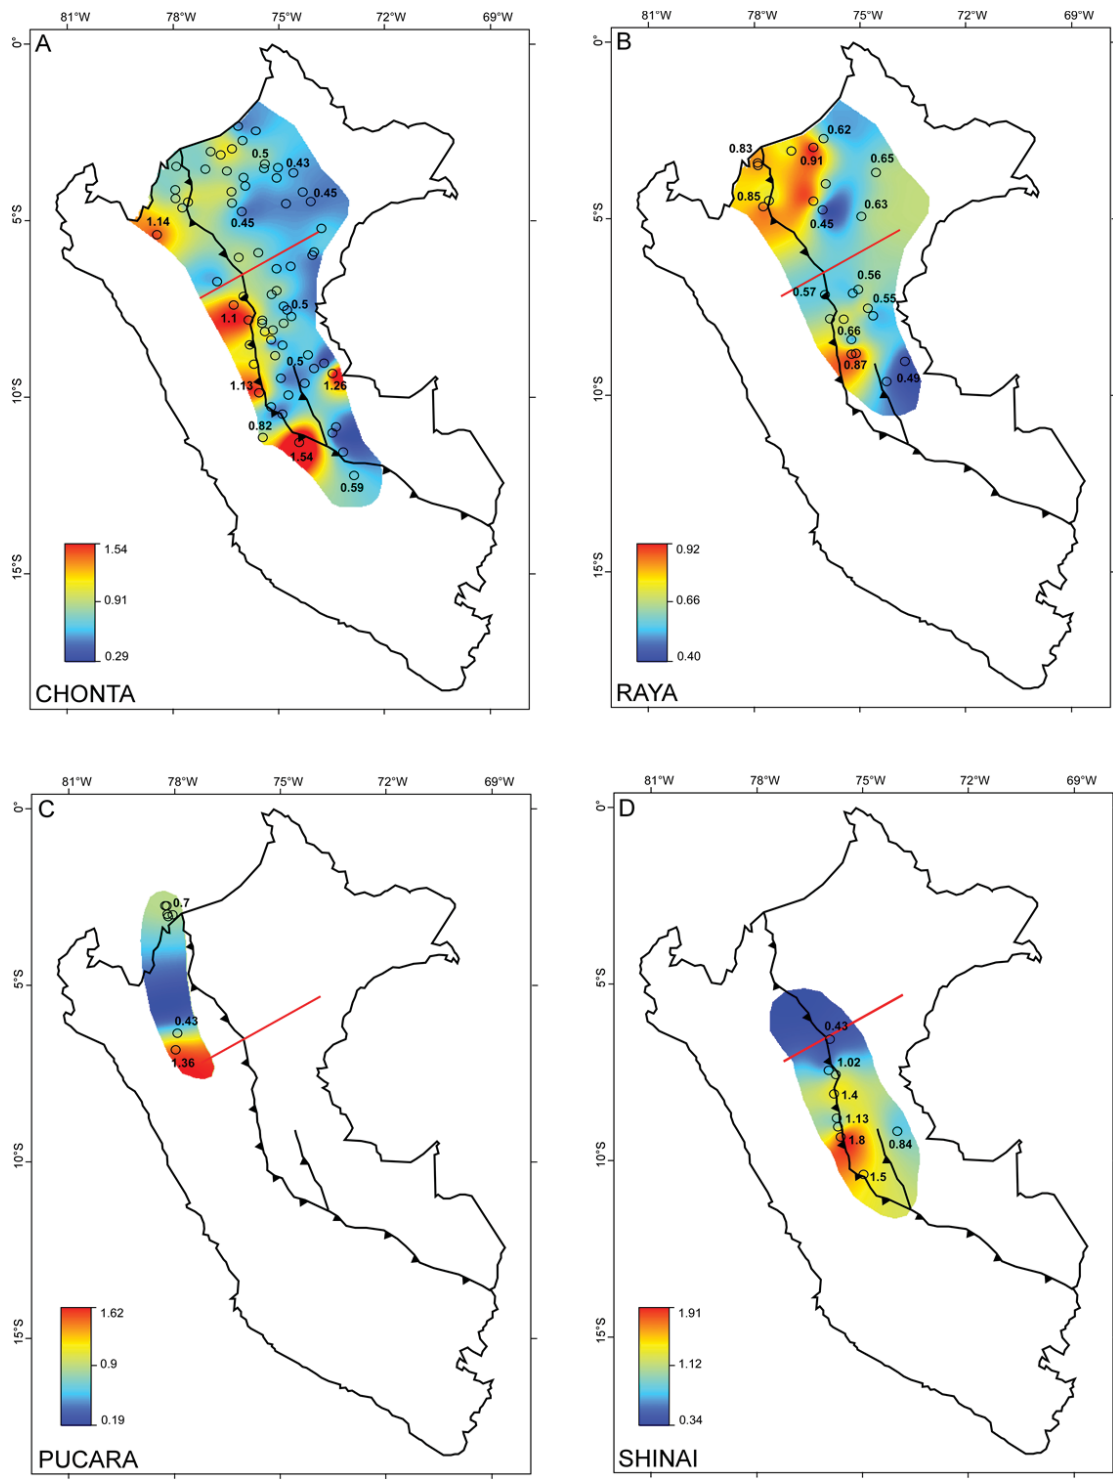 81°W 78°W 75°W 72°W 69°W
A
0°
5°S
10°S
15°S
0.5
0.43
0.45
0.45
1.14
1.1
0.5
0.5
1.13
1.26
0.82
1.54
0.59
1.54
0.91
0.29
CHONTA
81°W 78°W 75°W 72°W 69°W
B
0°
5°S
10°S
15°S
0.62
0.83
0.91
0.65
0.85
0.45
0.63
0.56
0.57
0.55
0.66
0.87
0.49
0.92
0.66
0.40
RAYA
81°W 78°W 75°W 72°W 69°W
C
0°
5°S
10°S
15°S
0.7
0.43
1.36
1.62
0.9
0.19
PUCARA
81°W 78°W 75°W 72°W 69°W
D
0°
5°S
10°S
15°S
0.43
1.02
1.4
1.13
1.8
0.84
1.5
1.91
1.12
0.34
SHINAI